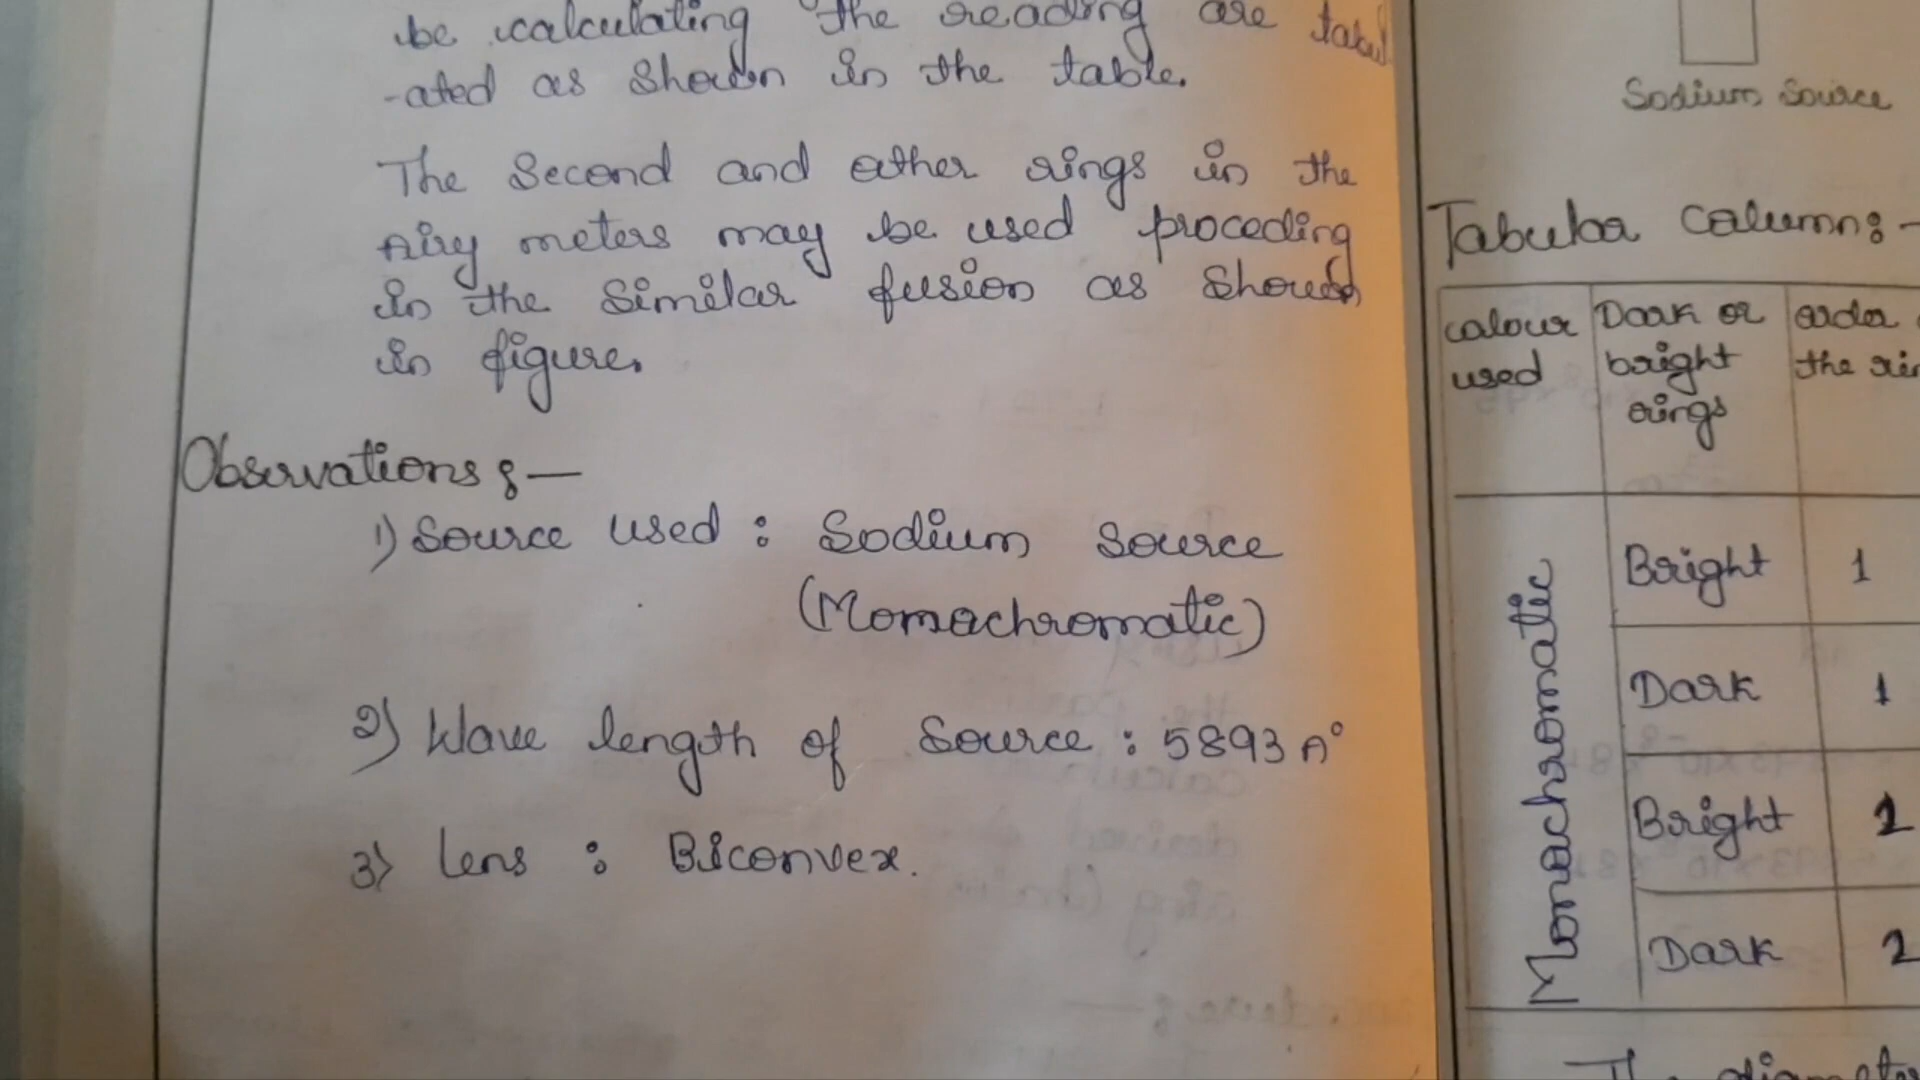 be calculating the reading are tabul
-ated as shown in the table.
The Second and other rings in the
Airy meters may be used proceding
in the similar fusion as shown
in figure.
Observations :-
1) Source used : Sodium Source
(Monachromatic)
2) Wave length of Source : 5893 A°
3) Lens : Biconvex.
Sodium Source
Tabula Column :-
colour used
Dark or bright rings
order
the rin
Monochromatic
Bright 1
Dark 1
Bright 2
Dark 2